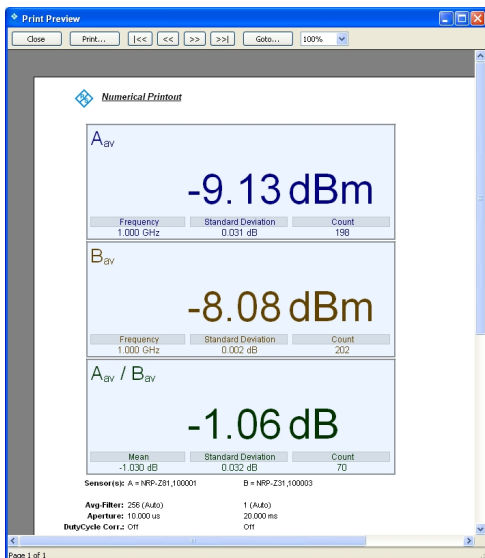 Print Preview
Close Print... |<< << >> >>| Goto... 100%
Numerical Printout
Aav
-9.13 dBm
Frequency Standard Deviation Count
1.000 GHz 0.031 dB 198
Bav
-8.08 dBm
Frequency Standard Deviation Count
1.000 GHz 0.002 dB 202
Aav / Bav
-1.06 dB
Mean Standard Deviation Count
-1.030 dB 0.032 dB 70
Sensor(s): A = NRP-Z81,100001 B = NRP-Z31,100003
Avg-Filter: 256 (Auto) 1 (Auto)
Aperture: 10.000 us 20.000 ms
DutyCycle Corr.: Off Off
Page 1 of 1